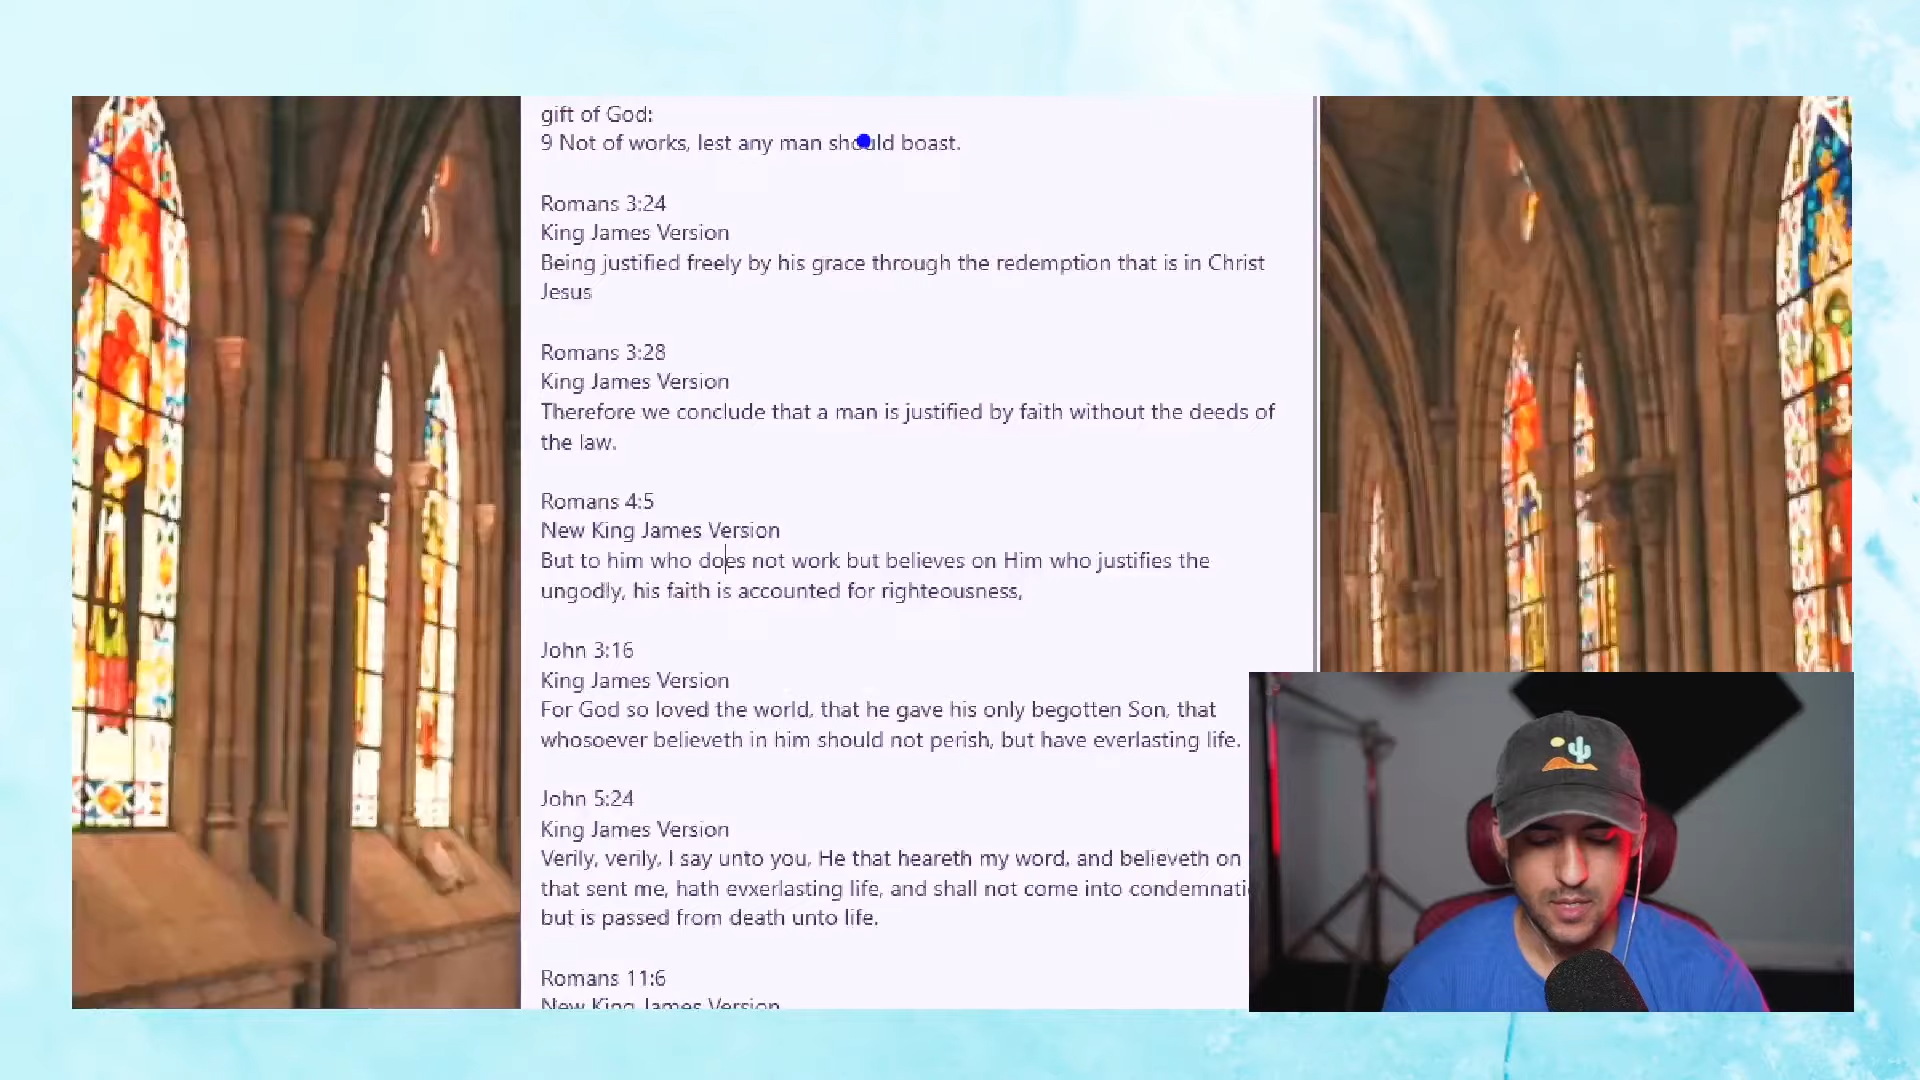 gift of God:
9 Not of works, lest any man should boast.
Romans 3:24
King James Version
Being justified freely by his grace through the redemption that is in Christ
Jesus
Romans 3:28
King James Version
Therefore we conclude that a man is justified by faith without the deeds of
the law.
Romans 4:5
New King James Version
But to him who does not work but believes on Him who justifies the
ungodly, his faith is accounted for righteousness,
John 3:16
King James Version
For God so loved the world, that he gave his only begotten Son, that
whosoever believeth in him should not perish, but have everlasting life.
John 5:24
King James Version
Verily, verily, I say unto you, He that heareth my word, and believeth on
that sent me, hath evxerlasting life, and shall not come into condemnati
but is passed from death unto life.
Romans 11:6
New King James Version